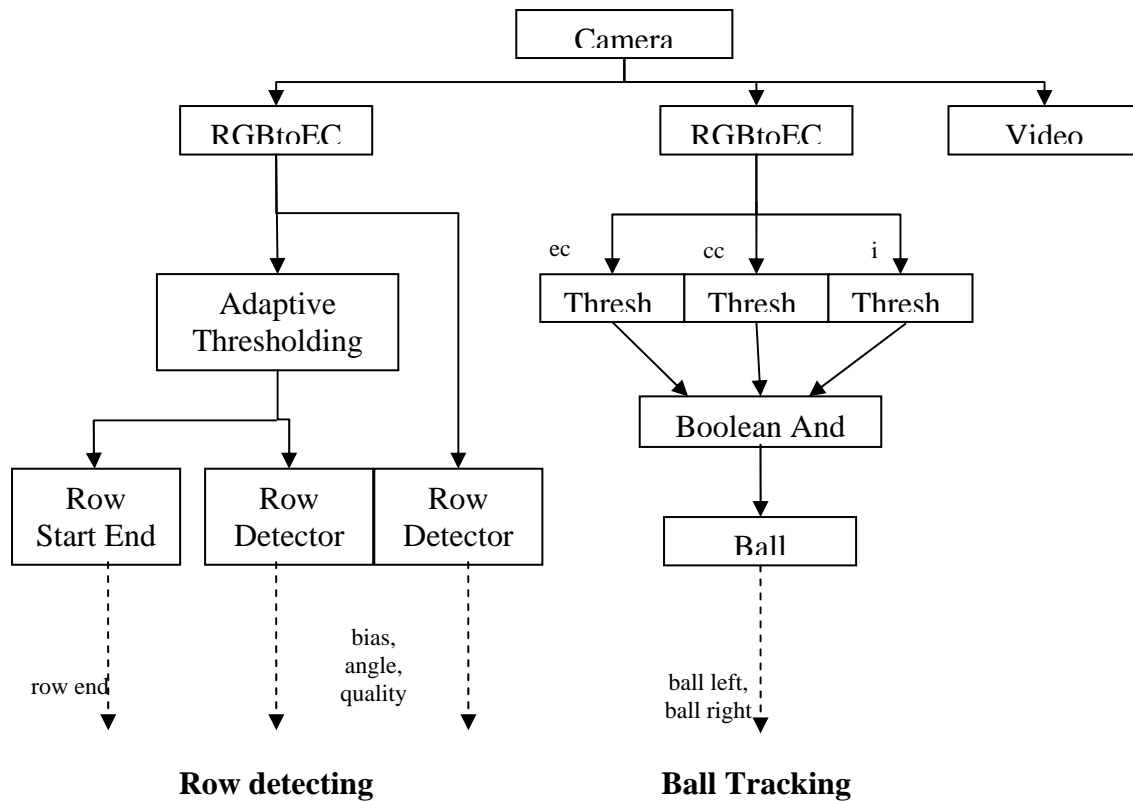 Camera
RGBtoEC
RGBtoEC
Video
ec
cc
i
Thresh
Thresh
Thresh
Adaptive
Thresholding
Boolean And
Row
Start End
Row
Detector
Row
Detector
Ball
row end
bias,
angle,
quality
ball left,
ball right
Row detecting
Ball Tracking